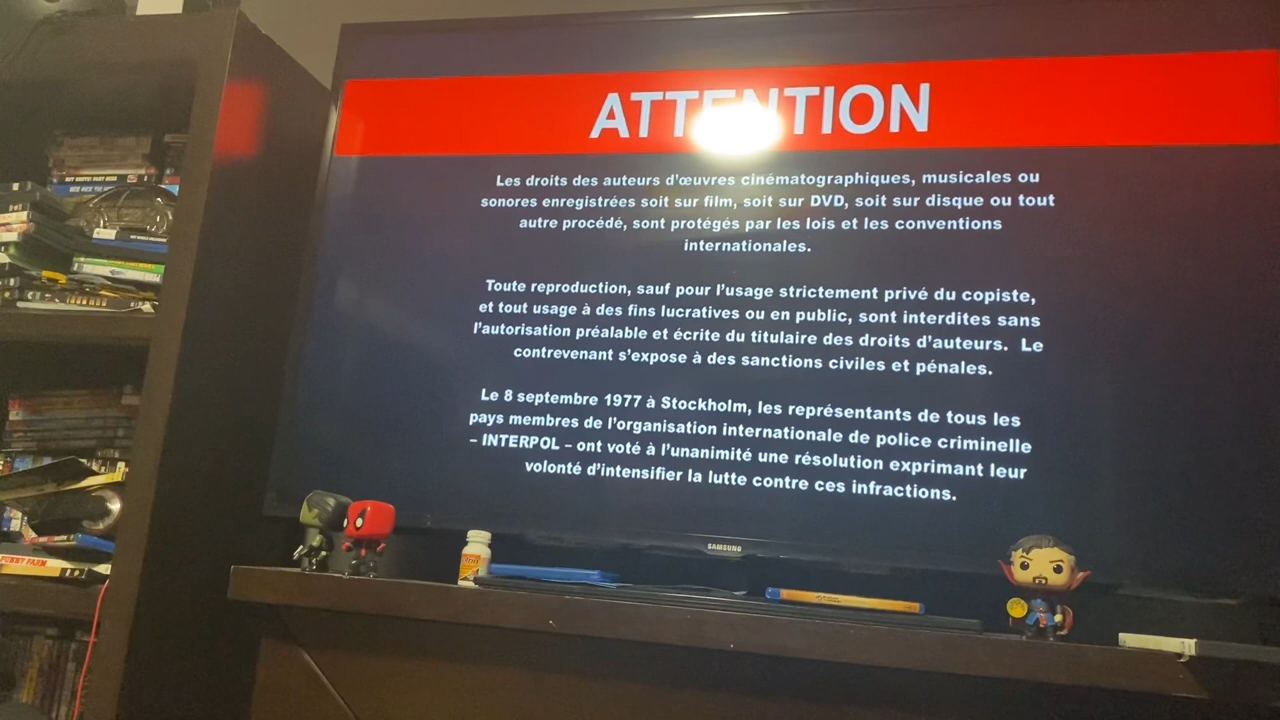 ATTENTION
Les droits des auteurs d'œuvres cinématographiques, musicales ou
sonores enregistrées soit sur film, soit sur DVD, soit sur disque ou tout
autre procédé, sont protégés par les lois et les conventions
internationales.
Toute reproduction, sauf pour l'usage strictement privé du copiste,
et tout usage à des fins lucratives ou en public, sont interdites sans
l'autorisation préalable et écrite du titulaire des droits d'auteurs. Le
contrevenant s'expose à des sanctions civiles et pénales.
Le 8 septembre 1977 à Stockholm, les représentants de tous les
pays membres de l'organisation internationale de police criminelle
– INTERPOL – ont voté à l'unanimité une résolution exprimant leur
volonté d'intensifier la lutte contre ces infractions.
SAMSUNG
FUNNY FARM